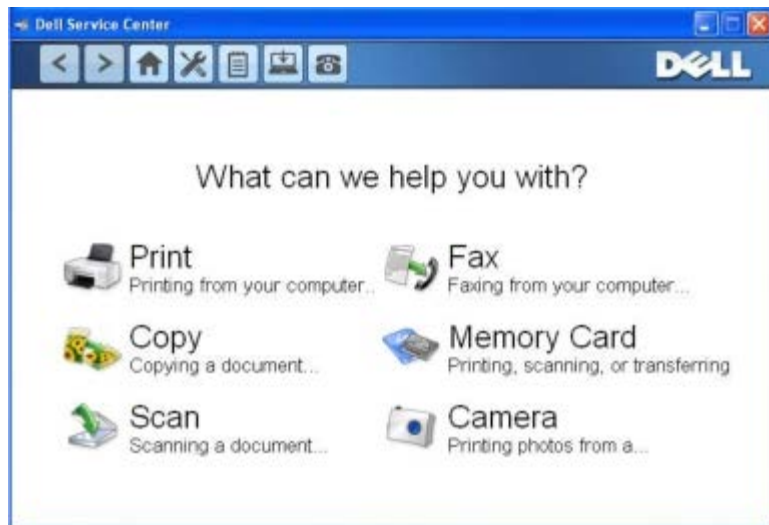 Dell Service Center
DELL
What can we help you with?
Print
Printing from your computer..
Fax
Faxing from your computer...
Copy
Copying a document...
Memory Card
Printing, scanning, or transferring
Scan
Scanning a document...
Camera
Printing photos from a...